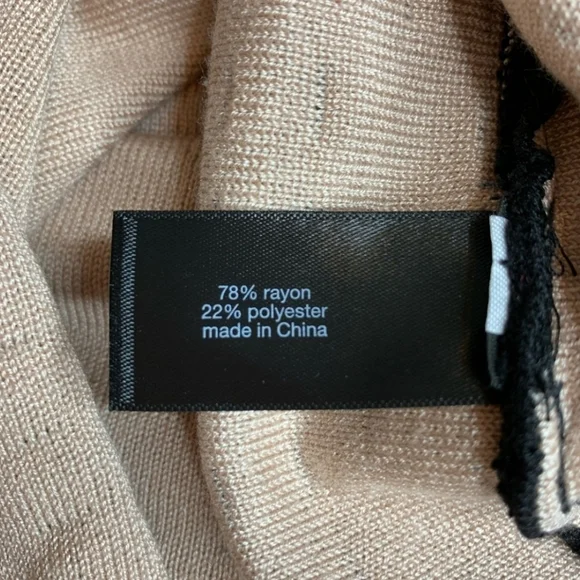 78% rayon
22% polyester
made in China